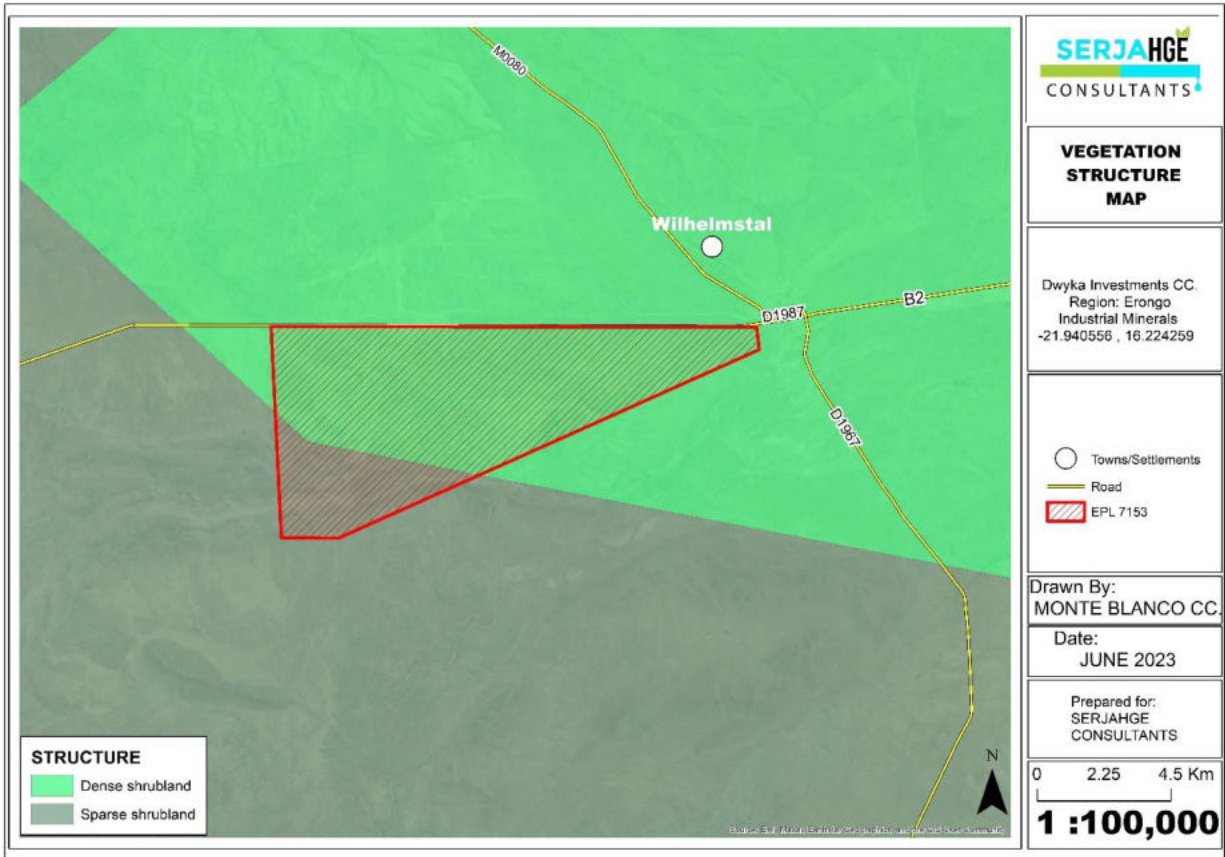 M0080
Wilhelmstal
D1987
B2
D1967
STRUCTURE
Dense shrubland
Sparse shrubland
N
SERJAHGE
CONSULTANTS
VEGETATION
STRUCTURE
MAP
Dwyka Investments CC.
Region: Erongo
Industrial Minerals
-21.940556 , 16.224259
Towns/Settlements
Road
EPL 7153
Drawn By:
MONTE BLANCO CC.
Date:
JUNE 2023
Prepared for:
SERJAHGE
CONSULTANTS
0 2.25 4.5 Km
1 :100,000